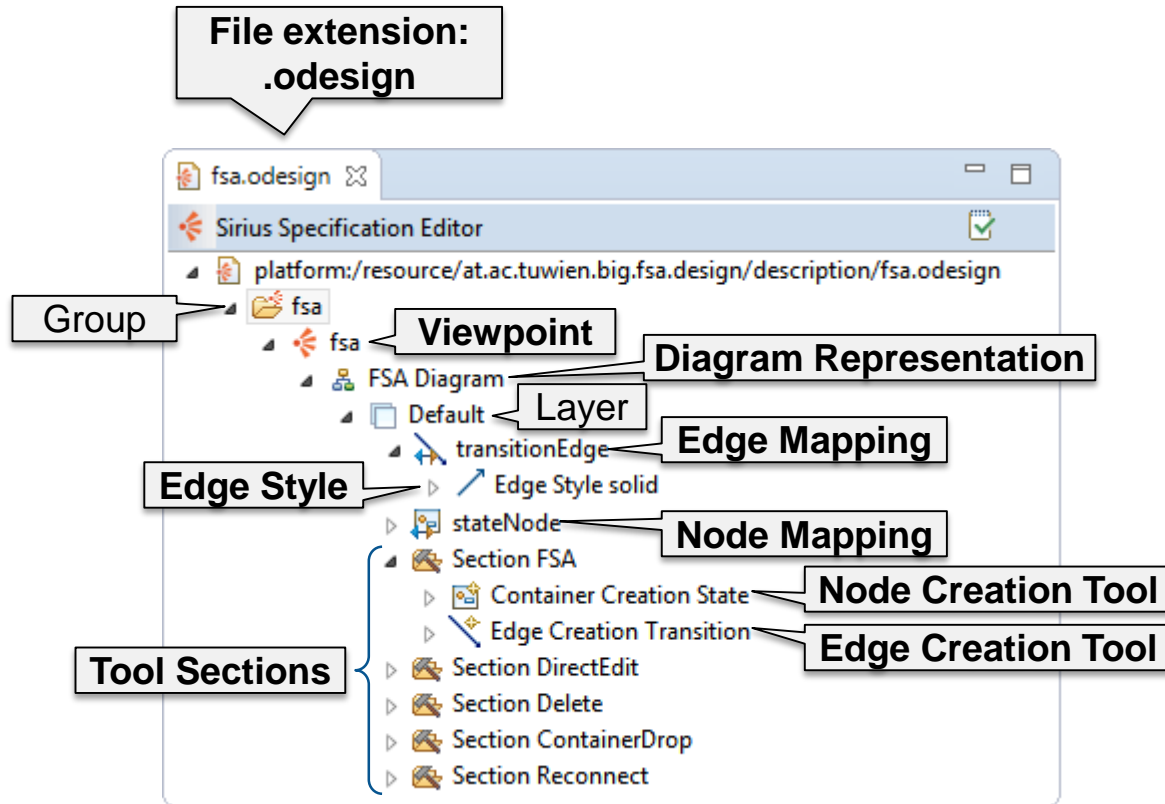 File extension:
.odesign
fsa.odesign
Sirius Specification Editor
platform:/resource/at.ac.tuwien.big.fsa.design/description/fsa.odesign
Group
fsa
fsa
Viewpoint
FSA Diagram
Diagram Representation
Default
Layer
transitionEdge
Edge Mapping
Edge Style
Edge Style solid
stateNode
Node Mapping
Section FSA
Container Creation State
Node Creation Tool
Edge Creation Transition
Edge Creation Tool
Tool Sections
Section DirectEdit
Section Delete
Section ContainerDrop
Section Reconnect